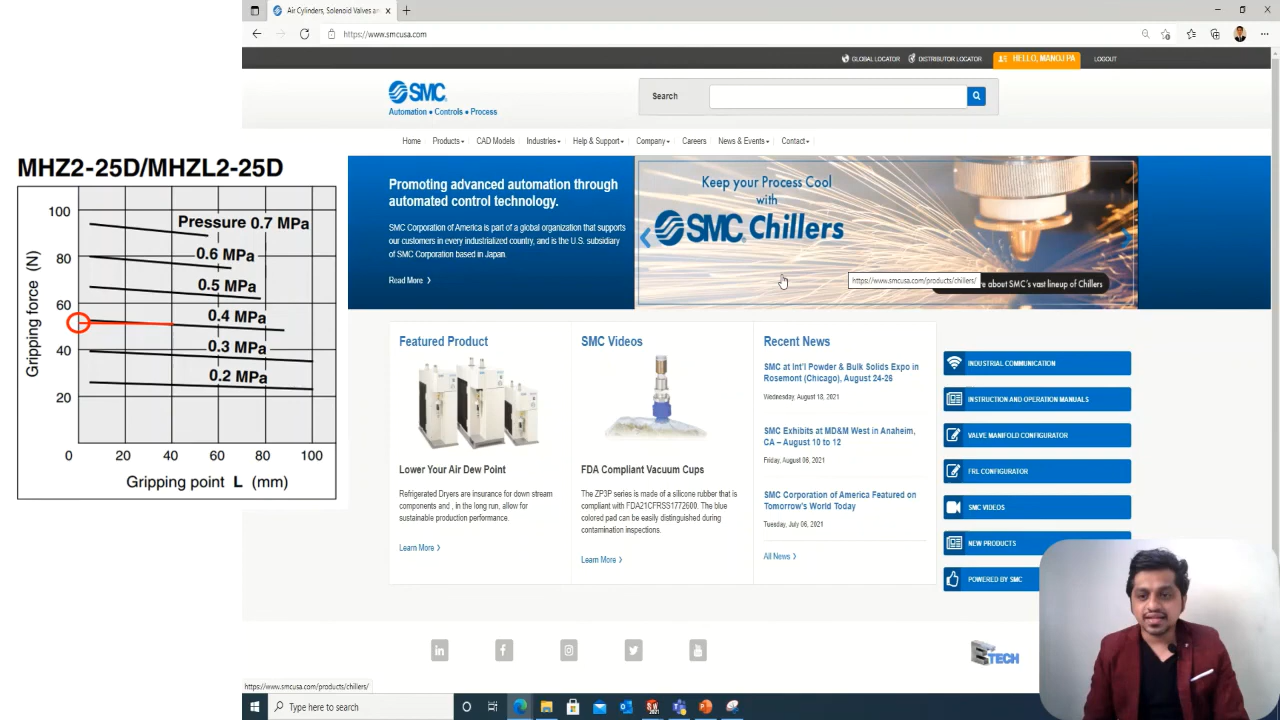 Air Cylinders, Solenoid Valves an
https://www.smcusa.com
GLOBAL LOCATOR
DISTRIBUTOR LOCATOR
HELLO, MANOJ PA
LOGOUT
SMC
Automation • Controls • Process
Search
Home
Products
CAD Models
Industries
Help & Support
Company
Careers
News & Events
Contact
MHZ2-25D/MHZL2-25D
100
80
60
40
20
0
20
40
60
80
100
Gripping force (N)
Gripping point L (mm)
Pressure 0.7 MPa
0.6 MPa
0.5 MPa
0.4 MPa
0.3 MPa
0.2 MPa
Promoting advanced automation through
automated control technology.
SMC Corporation of America is part of a global organization that supports
our customers in every industrialized country, and is the U.S. subsidiary
of SMC Corporation based in Japan.
Read More
Keep your Process Cool
with
SMC Chillers
https://www.smcusa.com/products/chillers/
e about SMC's vast lineup of Chillers
Featured Product
Lower Your Air Dew Point
Refrigerated Dryers are insurance for down stream
components and , in the long run, allow for
sustainable production performance.
Learn More
SMC Videos
FDA Compliant Vacuum Cups
The ZP3P series is made of a silicone rubber that is
compliant with FDA21CFRSS1772600. The blue
colored pad can be easily distinguished during
contamination inspections.
Learn More
Recent News
SMC at Int'l Powder & Bulk Solids Expo in
Rosemont (Chicago), August 24-26
Wednesday, August 18, 2021
SMC Exhibits at MD&M West in Anaheim,
CA – August 10 to 12
Friday, August 06, 2021
SMC Corporation of America Featured on
Tomorrow's World Today
Tuesday, July 06, 2021
All News
INDUSTRIAL COMMUNICATION
INSTRUCTION AND OPERATION MANUALS
VALVE MANIFOLD CONFIGURATOR
FRL CONFIGURATOR
SMC VIDEOS
NEW PRODUCTS
POWERED BY SMC
ETECH
https://www.smcusa.com/products/chillers/
Type here to search